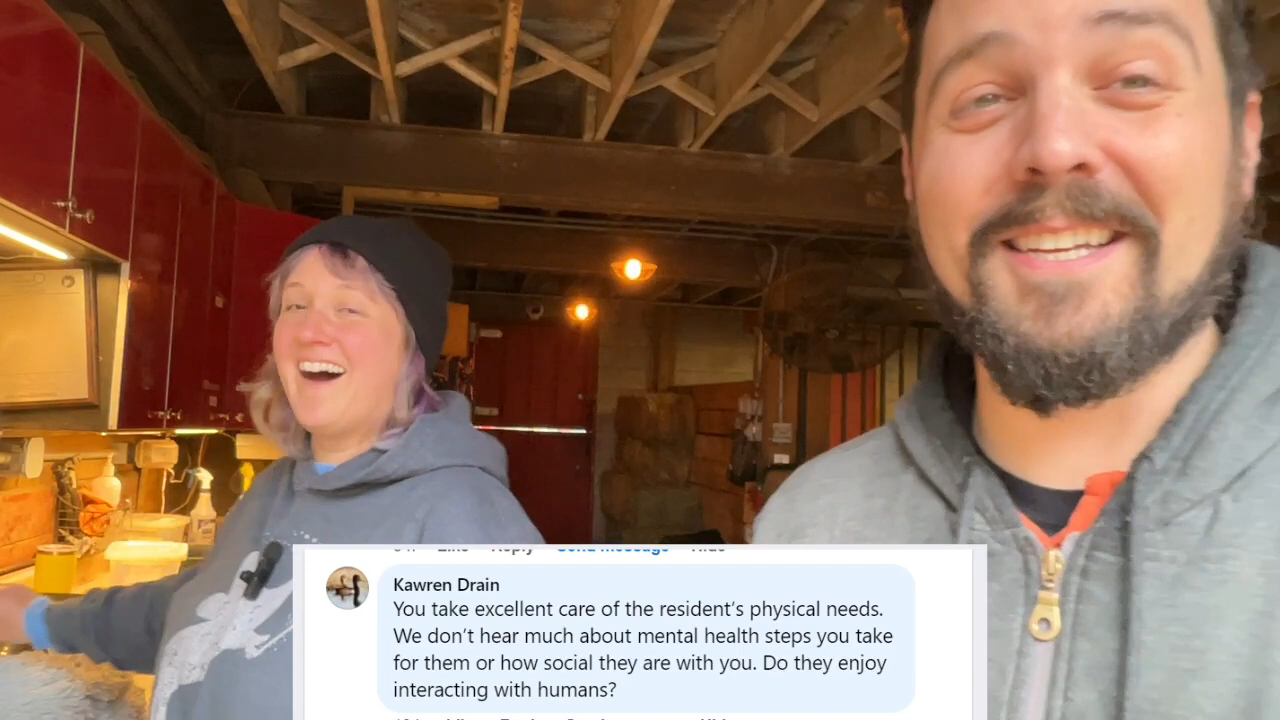 Kawren Drain
You take excellent care of the resident’s physical needs.
We don’t hear much about mental health steps you take
for them or how social they are with you. Do they enjoy
interacting with humans?